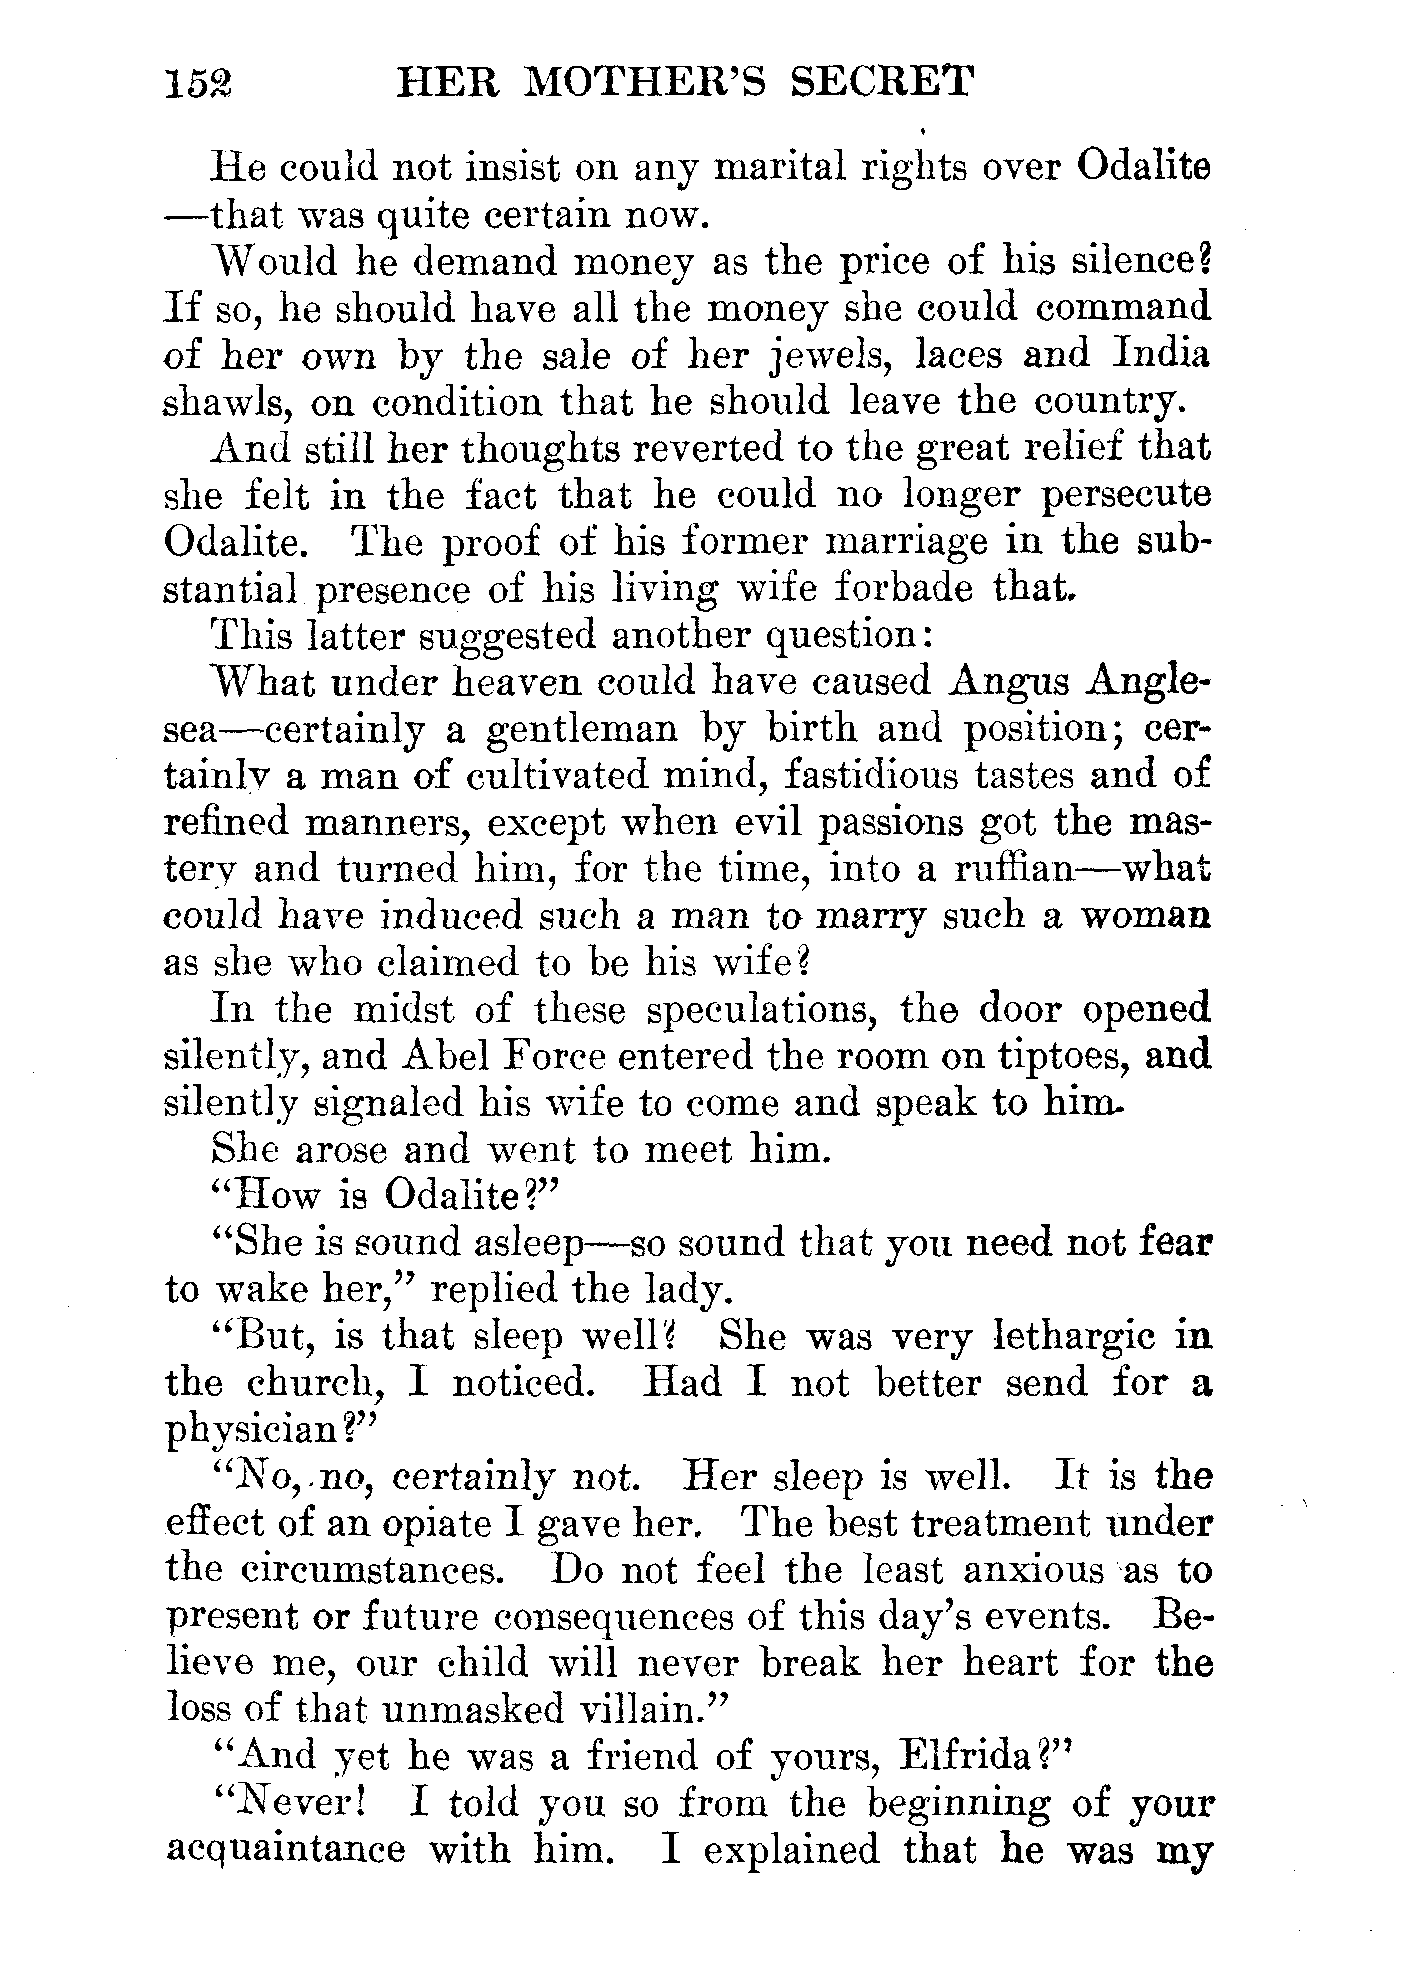 152 HER MOTHER'S SECRET
He could not insist on any marital rights over Odalite
—that was quite certain now.
Would he demand money as the price of his silence?
If so, he should have all the money she could command
of her own by the sale of her jewels, laces and India
shawls, on condition that he should leave the country.
And still her thoughts reverted to the great relief that
she felt in the fact that he could no longer persecute
Odalite. The proof of his former marriage in the sub-
stantial presence of his living wife forbade that.
This latter suggested another question:
What under heaven could have caused Angus Angle-
sea—certainly a gentleman by birth and position; cer-
tainly a man of cultivated mind, fastidious tastes and of
refined manners, except when evil passions got the mas-
tery and turned him, for the time, into a ruffian—what
could have induced such a man to marry such a woman
as she who claimed to be his wife?
In the midst of these speculations, the door opened
silently, and Abel Force entered the room on tiptoes, and
silently signaled his wife to come and speak to him.
She arose and went to meet him.
"How is Odalite?"
"She is sound asleep—so sound that you need not fear
to wake her," replied the lady.
"But, is that sleep well? She was very lethargic in
the church, I noticed. Had I not better send for a
physician?"
"No, no, certainly not. Her sleep is well. It is the
effect of an opiate I gave her. The best treatment under
the circumstances. Do not feel the least anxious as to
present or future consequences of this day's events. Be-
lieve me, our child will never break her heart for the
loss of that unmasked villain."
"And yet he was a friend of yours, Elfrida?"
"Never! I told you so from the beginning of your
acquaintance with him. I explained that he was my